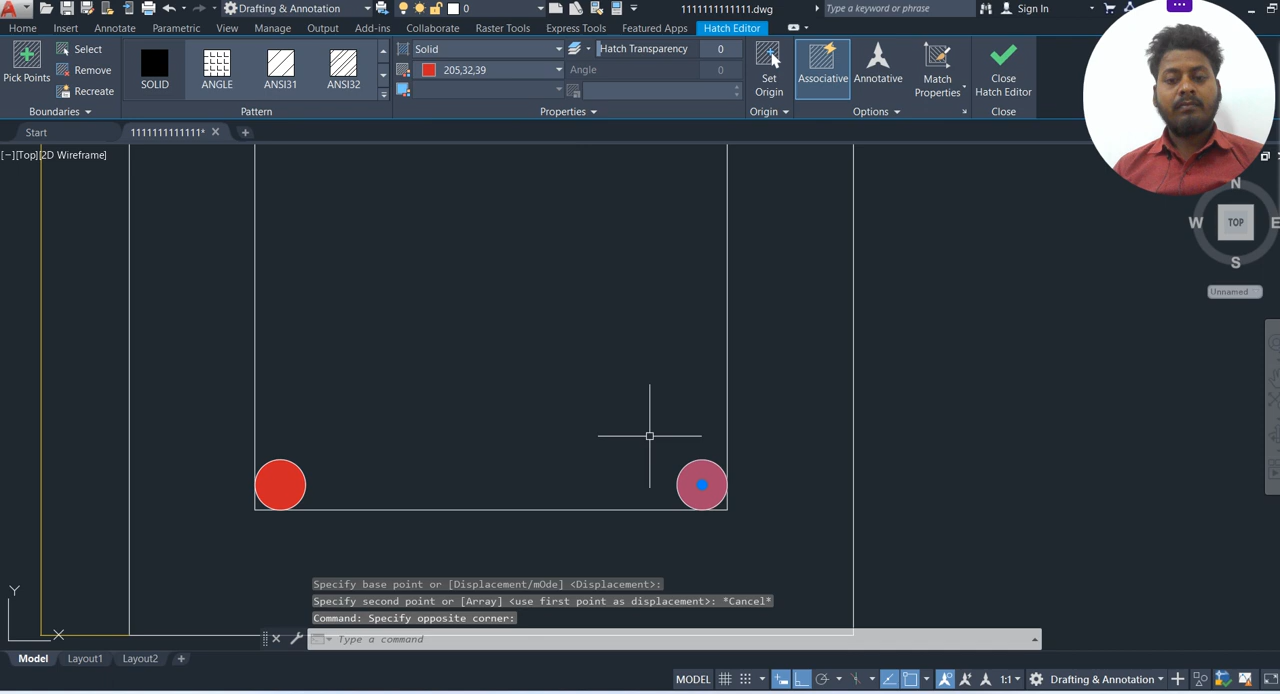 Drafting & Annotation
0
1111111111111.dwg
Type a keyword or phrase
Sign In
Home
Insert
Annotate
Parametric
View
Manage
Output
Add-ins
Collaborate
Raster Tools
Express Tools
Featured Apps
Hatch Editor
Pick Points
Select
Remove
Recreate
SOLID
ANGLE
ANSI31
ANSI32
Solid
205,32,39
Hatch Transparency
0
Angle
0
Set
Origin
Associative
Annotative
Match
Properties
Close
Hatch Editor
Boundaries
Pattern
Properties
Origin
Options
Close
Start
1111111111111*
[−][Top][2D Wireframe]
N
W
TOP
E
S
Unnamed
Specify base point or [Displacement/mOde] <Displacement>:
Specify second point or [Array] <use first point as displacement>: *Cancel*
Command: Specify opposite corner:
Type a command
Y
X
Model
Layout1
Layout2
MODEL
1:1
Drafting & Annotation